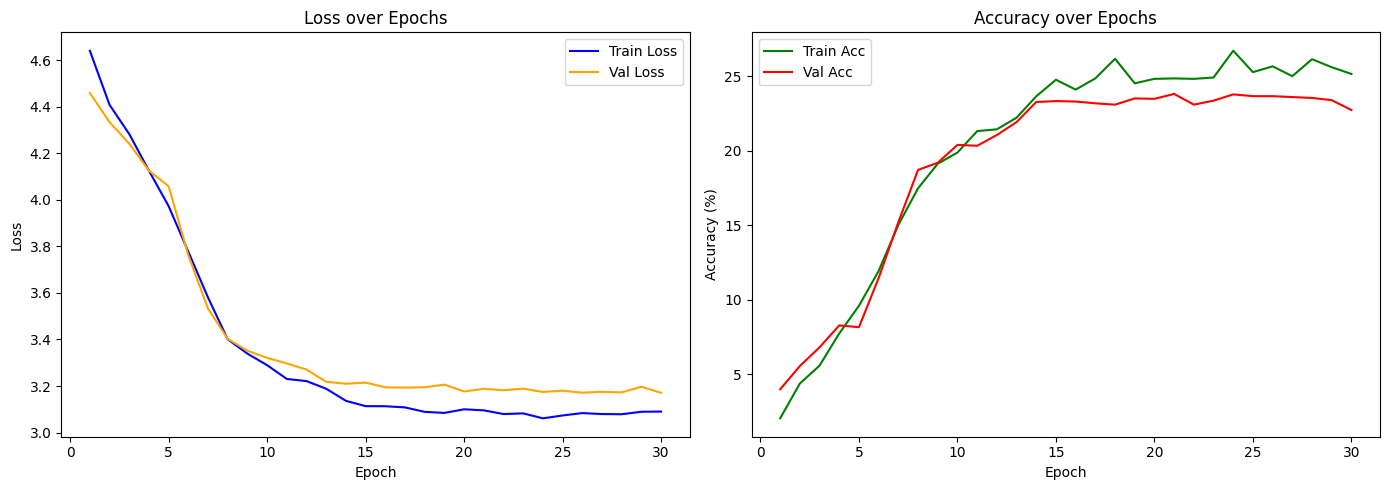 Loss over Epochs
Train Loss
Val Loss
4.6
4.4
4.2
4.0
3.8
3.6
3.4
3.2
3.0
Loss
0
5
10
15
20
25
30
Epoch
Accuracy over Epochs
Train Acc
Val Acc
25
20
15
10
5
Accuracy (%)
0
5
10
15
20
25
30
Epoch